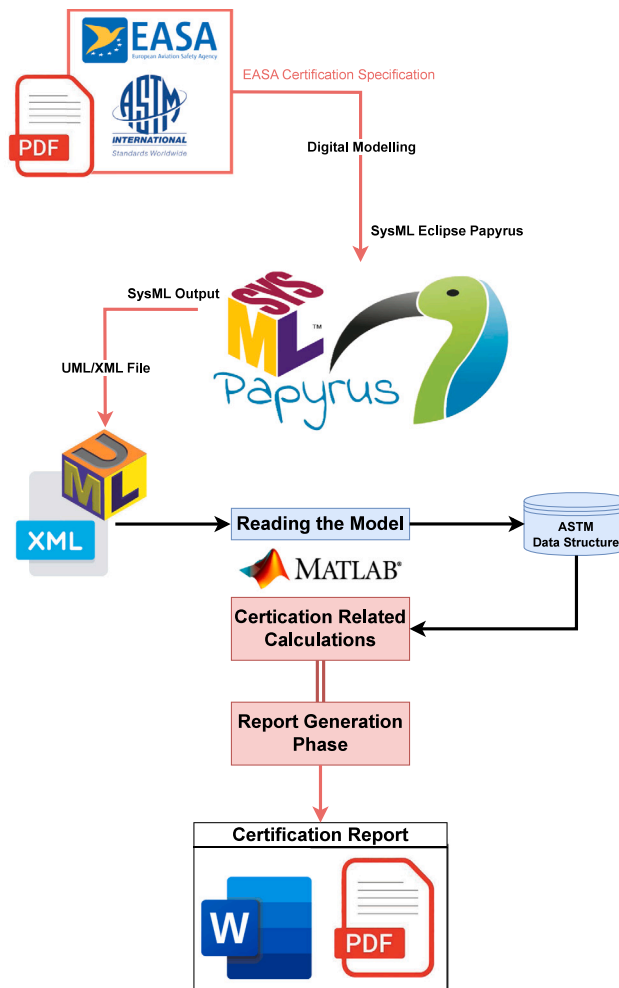 EASA
European Aviation Safety Agency
ASTM
INTERNATIONAL
Standards Worldwide
PDF
EASA Certification Specification
Digital Modelling
SysML Eclipse Papyrus
SysML Output
SYS
ML™
Papyrus
UML/XML File
U
ML
XML
Reading the Model
ASTM
Data Structure
MATLAB®
Certication Related
Calculations
Report Generation
Phase
Certification Report
W
PDF